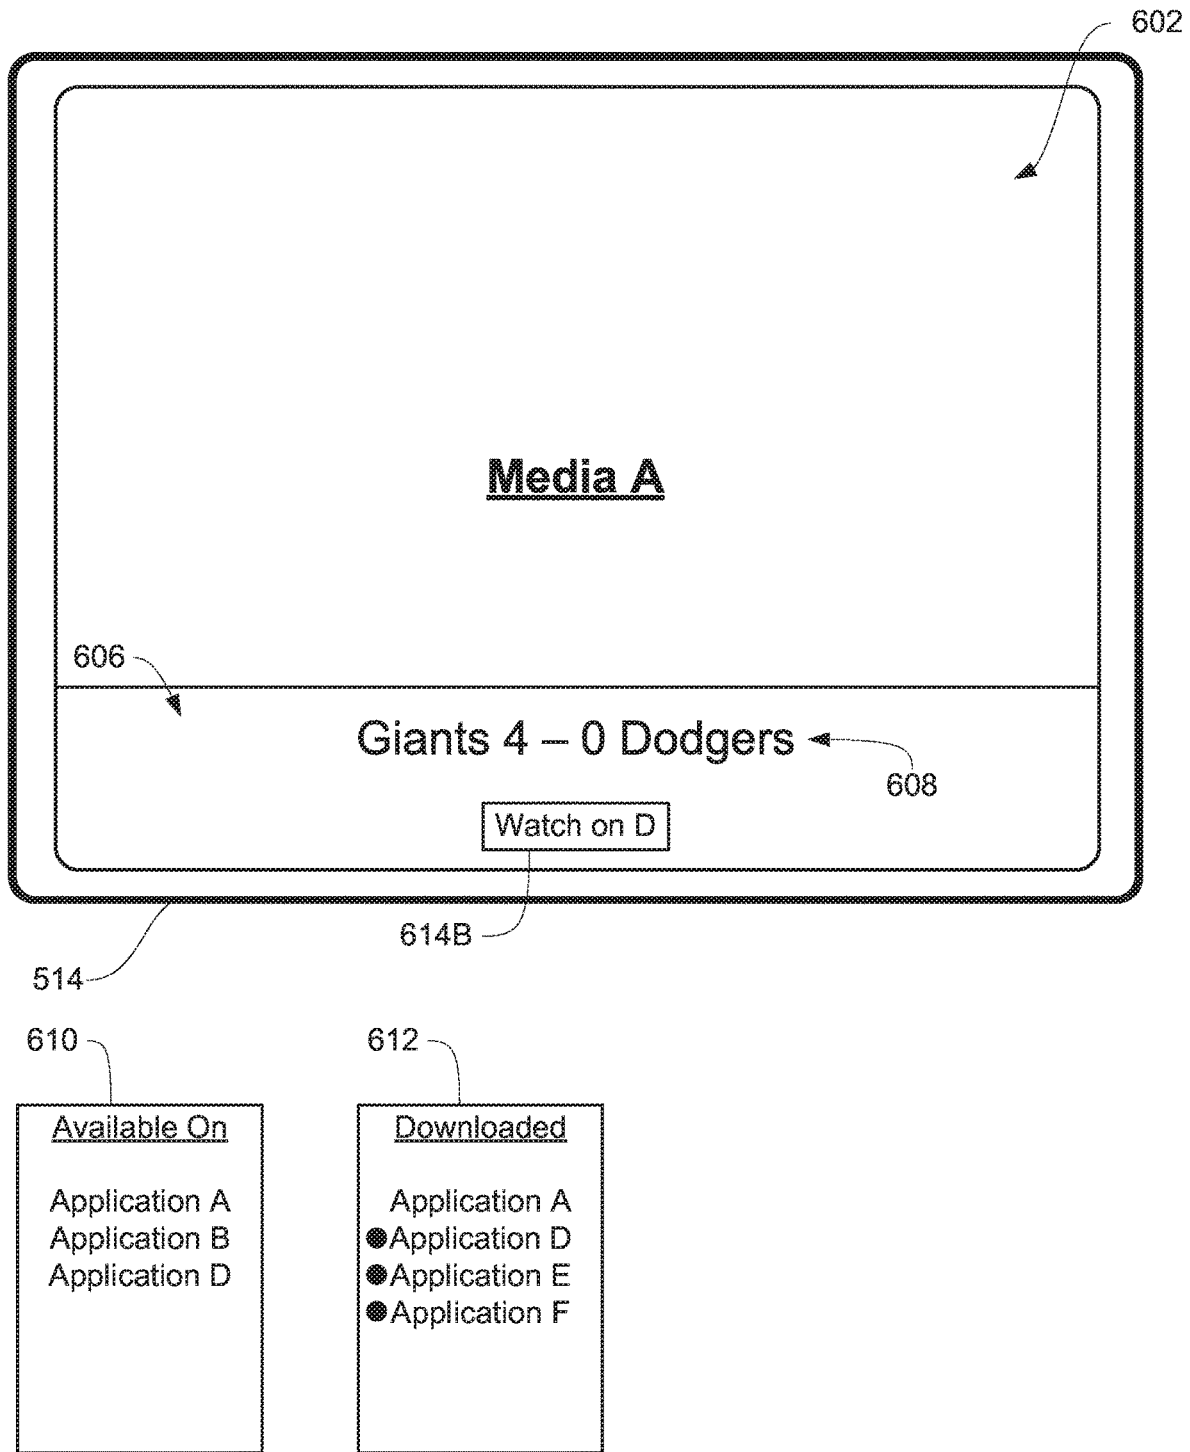 602
Media A
606
Giants 4 – 0 Dodgers
608
Watch on D
614B
514
610
612
Available On
Application A
Application B
Application D
Downloaded
Application A
●Application D
●Application E
●Application F